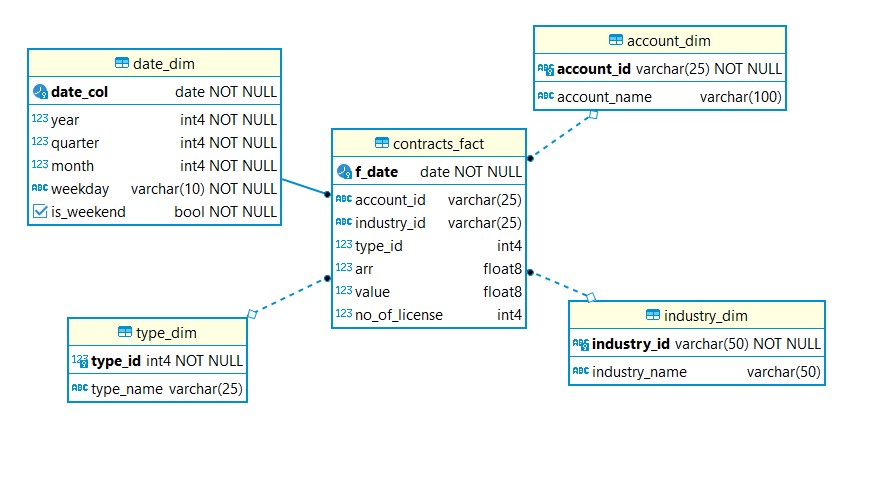 date_dim
date_col date NOT NULL
123 year int4 NOT NULL
123 quarter int4 NOT NULL
123 month int4 NOT NULL
ABC weekday varchar(10) NOT NULL
is_weekend bool NOT NULL
account_dim
ABC account_id varchar(25) NOT NULL
ABC account_name varchar(100)
contracts_fact
f_date date NOT NULL
ABC account_id varchar(25)
ABC industry_id varchar(25)
123 type_id int4
123 arr float8
123 value float8
123 no_of_license int4
type_dim
123 type_id int4 NOT NULL
ABC type_name varchar(25)
industry_dim
ABC industry_id varchar(50) NOT NULL
ABC industry_name varchar(50)